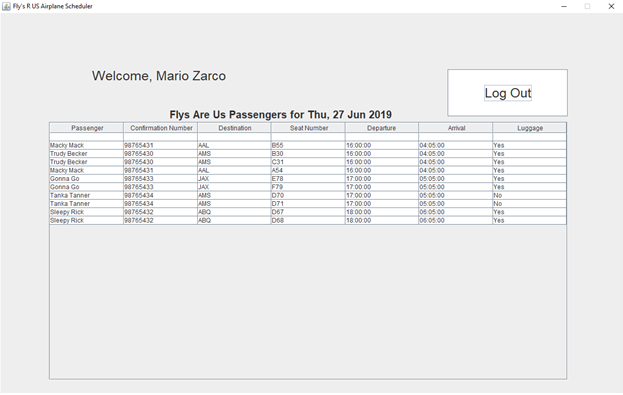 Fly's R US Airplane Scheduler
Welcome, Mario Zarco
Log Out
Flys Are Us Passengers for Thu, 27 Jun 2019
Passenger Confirmation Number Destination Seat Number Departure Arrival Luggage
Macky Mack 98765431 AAL B55 16:00:00 04:05:00 Yes
Trudy Becker 98765430 AMS B30 16:00:00 04:05:00 Yes
Trudy Becker 98765430 AMS C31 16:00:00 04:05:00 Yes
Macky Mack 98765431 AAL A54 16:00:00 04:05:00 Yes
Gonna Go 98765433 JAX E78 17:00:00 05:05:00 Yes
Gonna Go 98765433 JAX F79 17:00:00 05:05:00 Yes
Tanka Tanner 98765434 AMS D70 17:00:00 05:05:00 No
Tanka Tanner 98765434 AMS D71 17:00:00 05:05:00 No
Sleepy Rick 98765432 ABQ D67 18:00:00 06:05:00 Yes
Sleepy Rick 98765432 ABQ D68 18:00:00 06:05:00 Yes